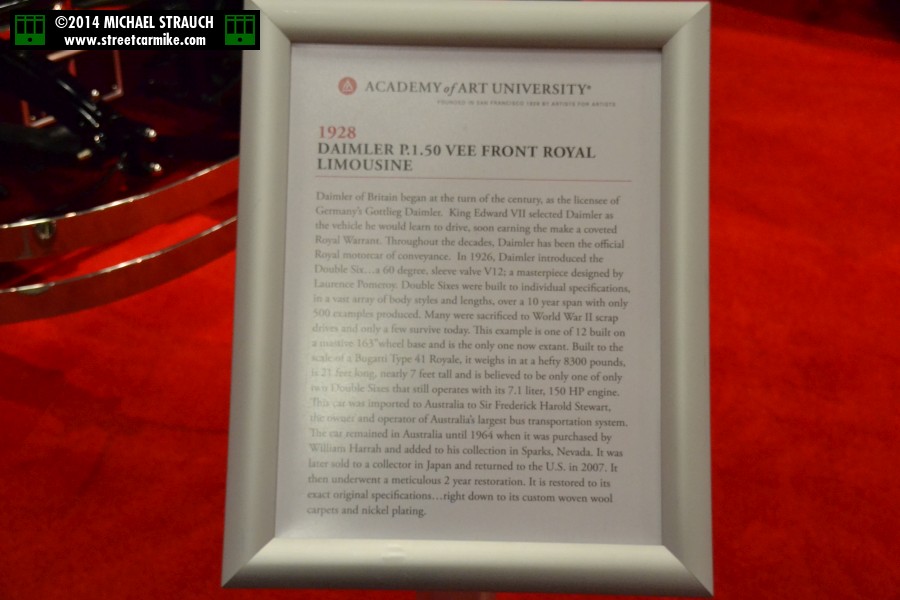 ©2014 MICHAEL STRAUCH
www.streetcarmike.com
ACADEMY of ART UNIVERSITY
FOUNDED IN SAN FRANCISCO 1929 BY ARTISTS FOR ARTISTS
1928
DAIMLER P.1.50 VEE FRONT ROYAL
LIMOUSINE
Daimler of Britain began at the turn of the century, as the licensee of
Germany's Gottlieg Daimler. King Edward VII selected Daimler as
the vehicle he would learn to drive, soon earning the make a coveted
Royal Warrant. Throughout the decades, Daimler has been the official
Royal motorcar of conveyance. In 1926, Daimler introduced the
Double Six…a 60 degree, sleeve valve V12; a masterpiece designed by
Laurence Pomeroy. Double Sixes were built to individual specifications,
in a vast array of body styles and lengths, over a 10 year span with only
500 examples produced. Many were sacrificed to World War II scrap
drives and only a few survive today. This example is one of 12 built on
a massive 163" wheel base and is the only one now extant. Built to the
scale of a Bugatti Type 41 Royale, it weighs in at a hefty 8300 pounds,
is 21 feet long, nearly 7 feet tall and is believed to be only one of only
two Double Sixes that still operates with its 7.1 liter, 150 HP engine.
This car was imported to Australia to Sir Frederick Harold Stewart,
the owner and operator of Australia's largest bus transportation system.
The car remained in Australia until 1964 when it was purchased by
William Harrah and added to his collection in Sparks, Nevada. It was
later sold to a collector in Japan and returned to the U.S. in 2007. It
then underwent a meticulous 2 year restoration. It is restored to its
exact original specifications…right down to its custom woven wool
carpets and nickel plating.